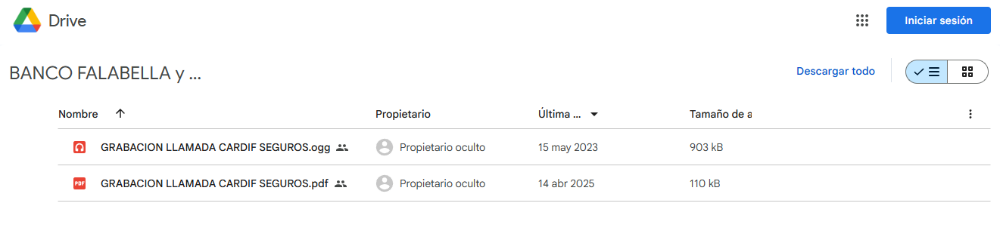 Drive
Iniciar sesión
BANCO FALABELLA y ...
Descargar todo
Nombre Propietario Última ... Tamaño de a
GRABACION LLAMADA CARDIF SEGUROS.ogg Propietario oculto 15 may 2023 903 kB
PDF GRABACION LLAMADA CARDIF SEGUROS.pdf Propietario oculto 14 abr 2025 110 kB